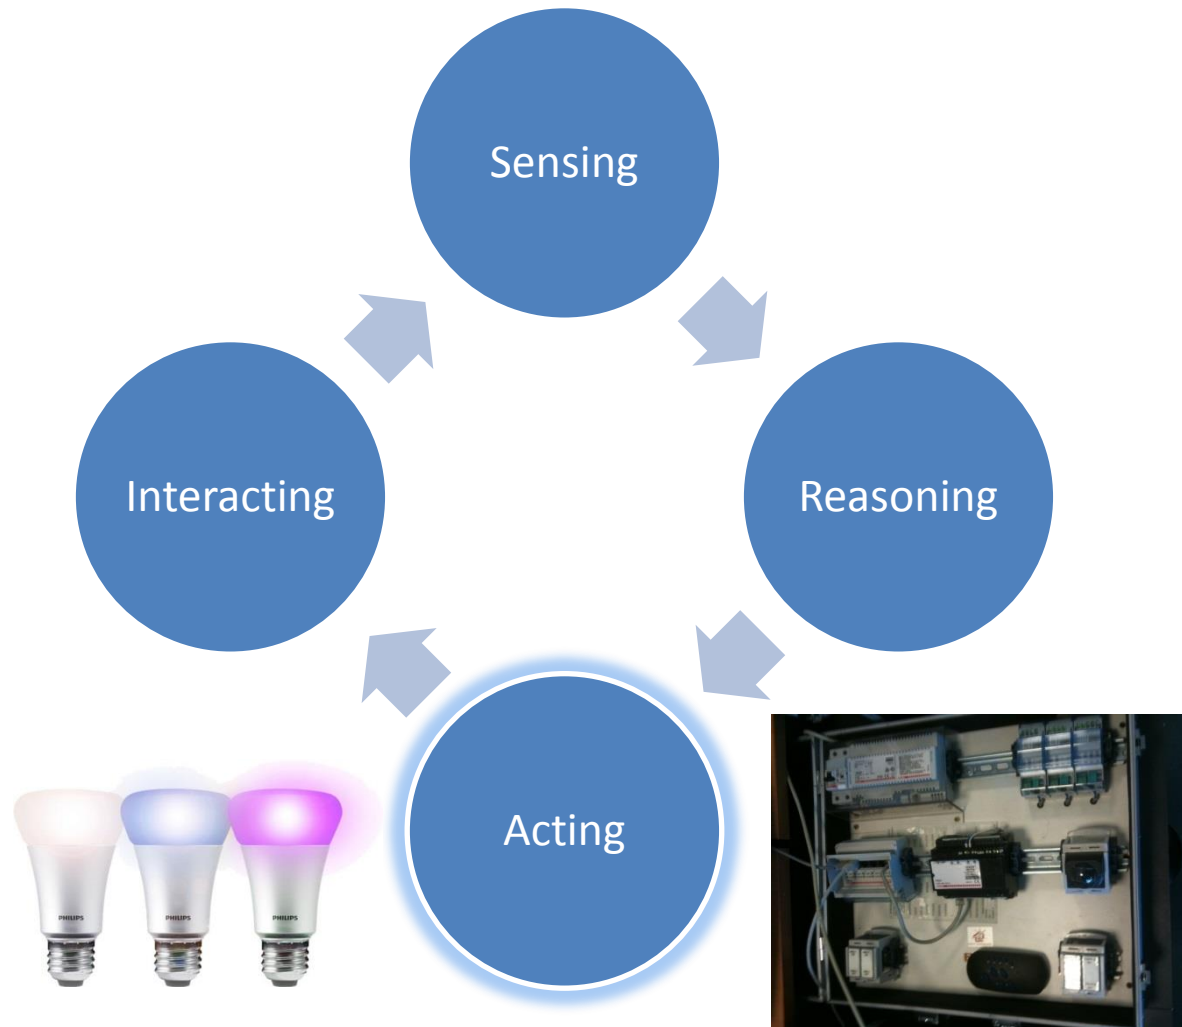 Sensing
Interacting
Reasoning
Acting
PHILIPS
PHILIPS
PHILIPS